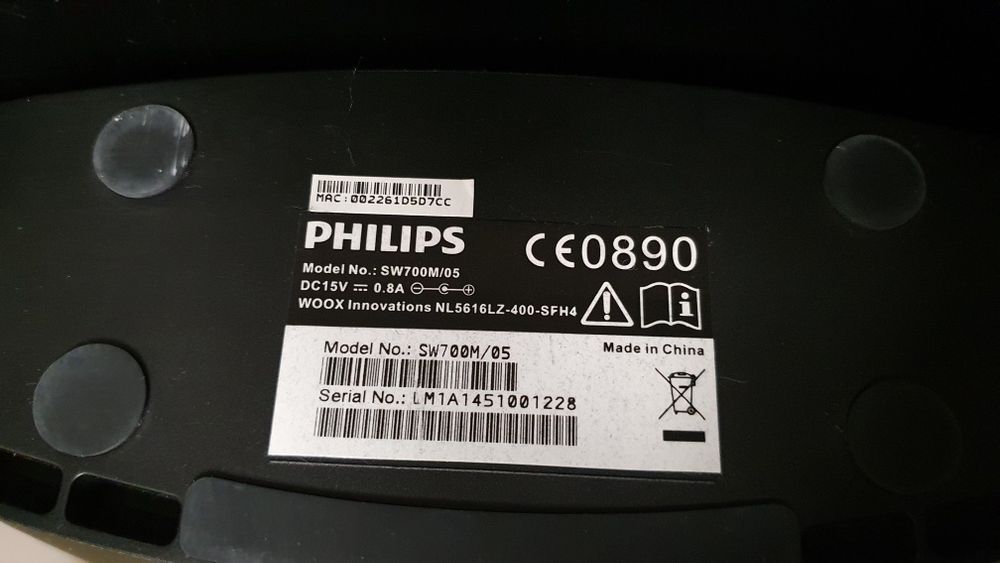 MAC:002261D5D7CC
PHILIPS
CE0890
Model No.: SW700M/05
DC15V ⎓ 0.8A
WOOX Innovations NL5616LZ-400-SFH4
i
Model No.: SW700M/05
Made in China
Serial No.: LM1A1451001228